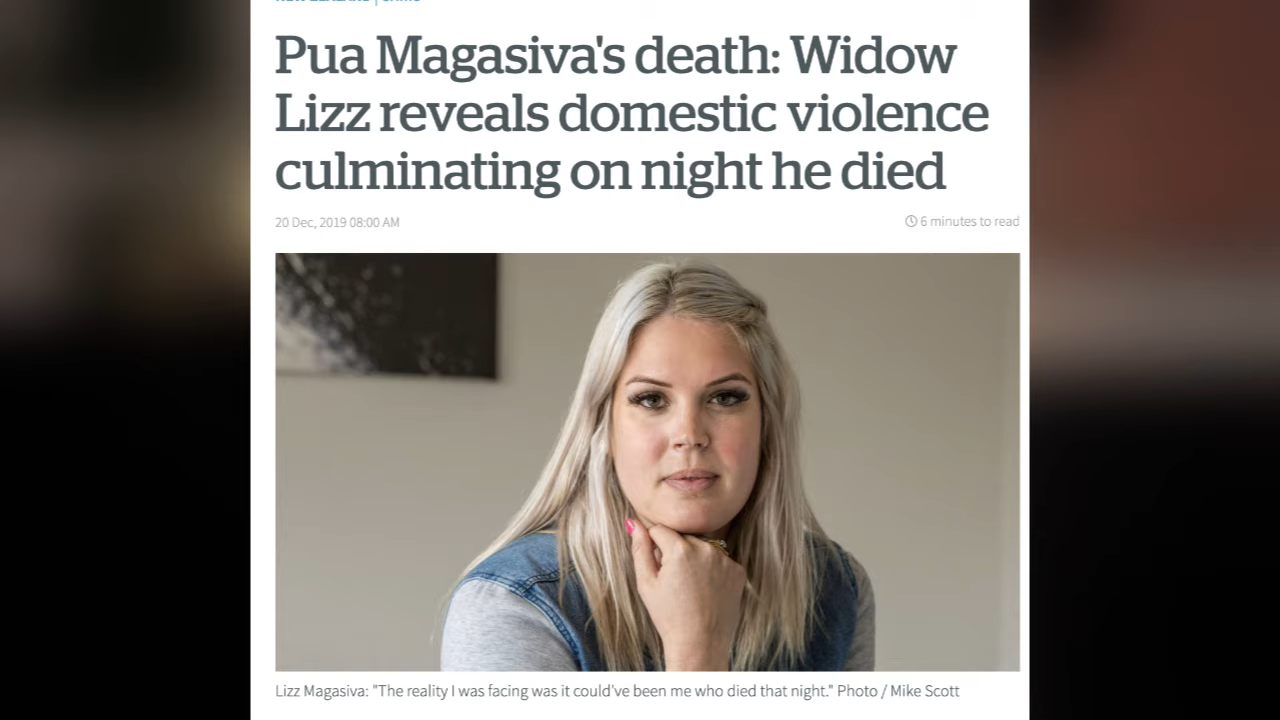 Pua Magasiva's death: Widow
Lizz reveals domestic violence
culminating on night he died
20 Dec, 2019 08:00 AM
6 minutes to read
Lizz Magasiva: "The reality I was facing was it could've been me who died that night." Photo / Mike Scott